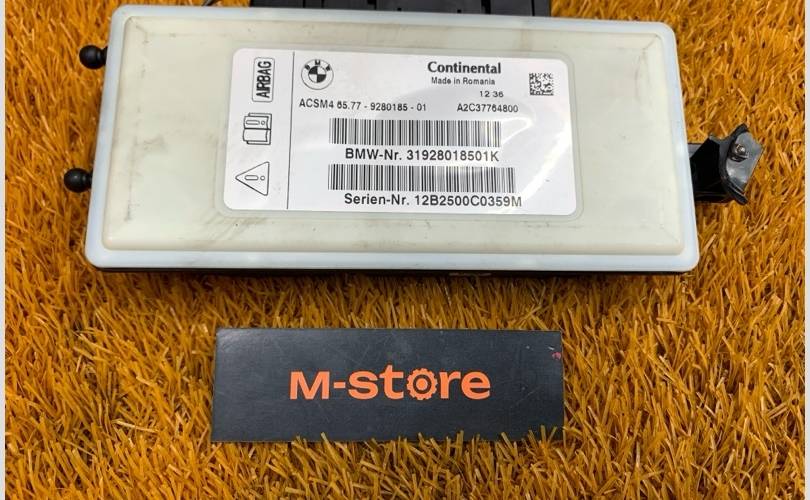 BMW
AIRBAG
Continental
Made in Romania
12 36
ACSM4 65.77 - 9280185 - 01 A2C37764800
BMW-Nr. 31928018501K
Serien-Nr. 12B2500C0359M
M-store